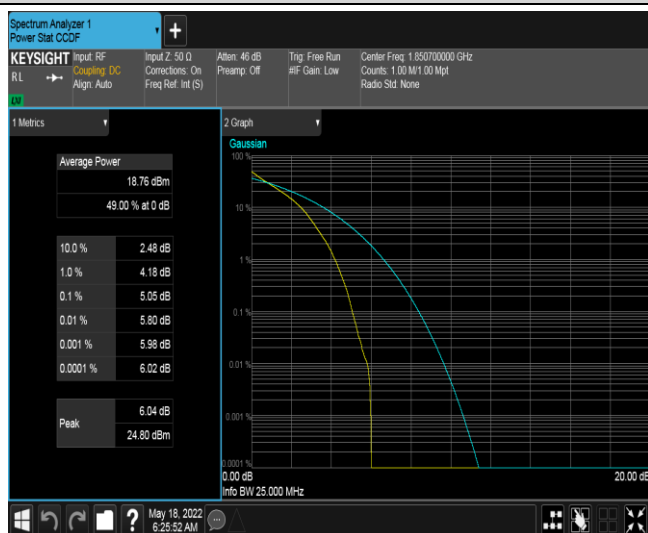 Spectrum Analyzer 1
Power Stat CCDF
+
KEYSIGHT
RL
LVI
Input: RF
Coupling: DC
Align: Auto
Input Z: 50 Ω
Corrections: On
Freq Ref: Int (S)
Atten: 46 dB
Preamp: Off
Trig: Free Run
#IF Gain: Low
Center Freq: 1.850700000 GHz
Counts: 1.00 M/1.00 Mpt
Radio Std: None
1 Metrics
Average Power
18.76 dBm
49.00 % at 0 dB
10.0 % 2.48 dB
1.0 % 4.18 dB
0.1 % 5.05 dB
0.01 % 5.80 dB
0.001 % 5.98 dB
0.0001 % 6.02 dB
Peak
6.04 dB
24.80 dBm
2 Graph
Gaussian
100 %
10 %
1 %
0.1 %
0.01 %
0.001 %
0.0001 %
0.00 dB 20.00 dB
Info BW 25.000 MHz
?
May 18, 2022
6:25:52 AM